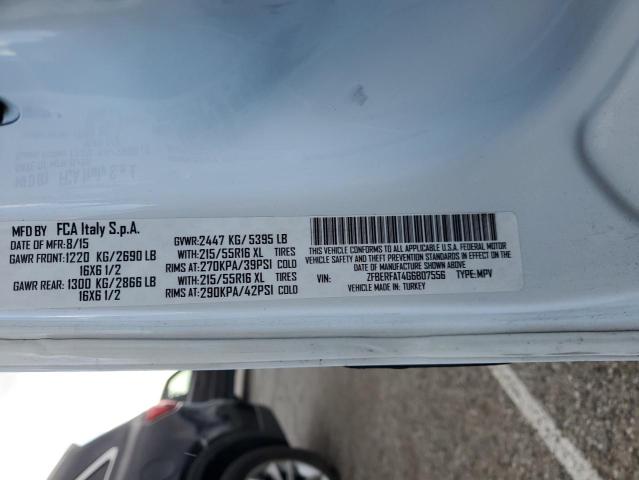 MFD BY FCA Italy S.p.A.
DATE OF MFR:8/15 GVWR:2447 KG/5395 LB
GAWR FRONT:1220 KG/2690 LB WITH:215/55R16 XL TIRES
16X6 1/2 RIMS AT:270KPA/39PSI COLD
GAWR REAR:1300 KG/2866 LB WITH:215/55R16 XL TIRES
16X6 1/2 RIMS AT:290KPA/42PSI COLD
THIS VEHICLE CONFORMS TO ALL APPLICABLE U.S.A. FEDERAL MOTOR
VEHICLE SAFETY AND THEFT PREVENTION STANDARDS IN EFFECT ON THE
DATE OF MANUFACTURE SHOWN ABOVE
VIN: ZFBERFAT4G6B07556 TYPE:MPV
VEHICLE MADE IN: TURKEY